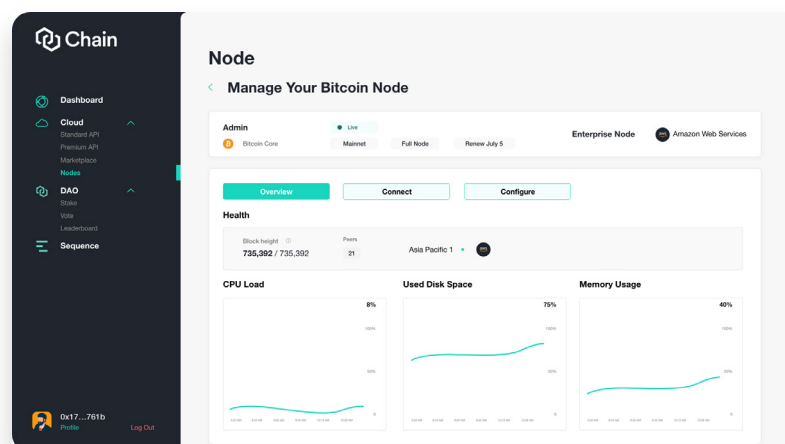 Chain
Dashboard
Cloud
Standard API
Premium API
Marketplace
Nodes
DAO
Stake
Vote
Leaderboard
Sequence
0x17...761b
Profile
Log Out
Node
Manage Your Bitcoin Node
Admin
Live
Bitcoin Core
Mainnet
Full Node
Renew July 5
Enterprise Node
Amazon Web Services
Overview
Connect
Configure
Health
Block height
735,392 / 735,392
Peers
21
Asia Pacific 1
aws
CPU Load
8%
100%
50%
0
Used Disk Space
75%
100%
50%
0
Memory Usage
40%
100%
50%
0